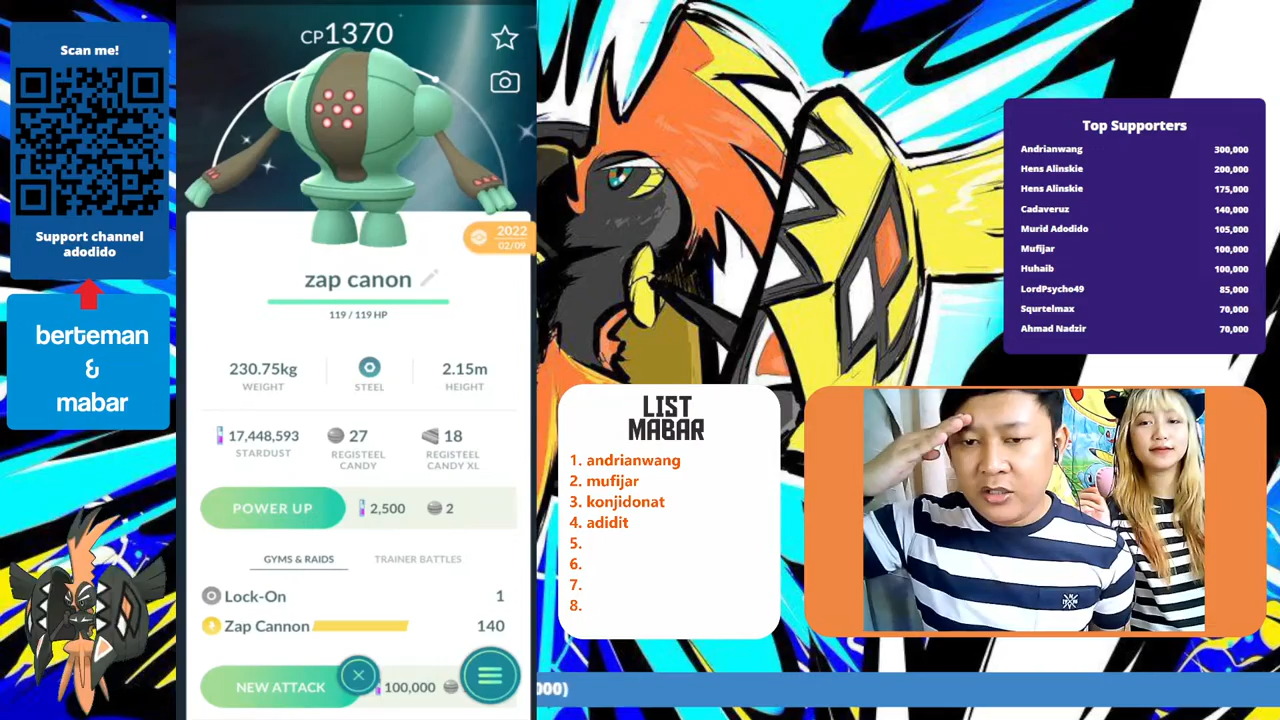 Scan me!
Support channel
adodido
berteman
&
mabar
CP1370
2022
02/09
zap canon
119 / 119 HP
230.75kg
WEIGHT
STEEL
2.15m
HEIGHT
17,448,593
STARDUST
27
REGISTEEL
CANDY
18
REGISTEEL
CANDY XL
POWER UP
2,500
2
GYMS & RAIDS
TRAINER BATTLES
Lock-On
1
Zap Cannon
140
NEW ATTACK
100,000
Top Supporters
Andrianwang 300,000
Hens Alinskie 200,000
Hens Alinskie 175,000
Cadaveruz 140,000
Murid Adodido 105,000
Mufijar 100,000
Huhaib 100,000
LordPsycho49 85,000
Squrtelmax 70,000
Ahmad Nadzir 70,000
LIST
MABAR
1. andrianwang
2. mufijar
3. konjidonat
4. adidit
5.
6.
7.
8.
000)